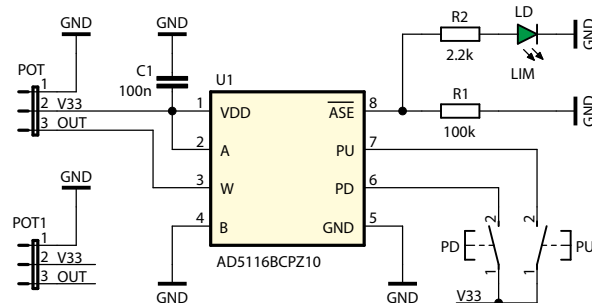 GND
GND
R2
LD
GND
2.2k
LIM
POT
C1
100n
U1
1
2 V33
3 OUT
1 VDD
2 A
3 W
4 B
ASE 8
PU 7
PD 6
GND 5
AD5116BCPZ10
R1
100k
GND
GND
POT1
1
2 V33
3 OUT
GND
GND
PD
2
1
2
1
PU
V33